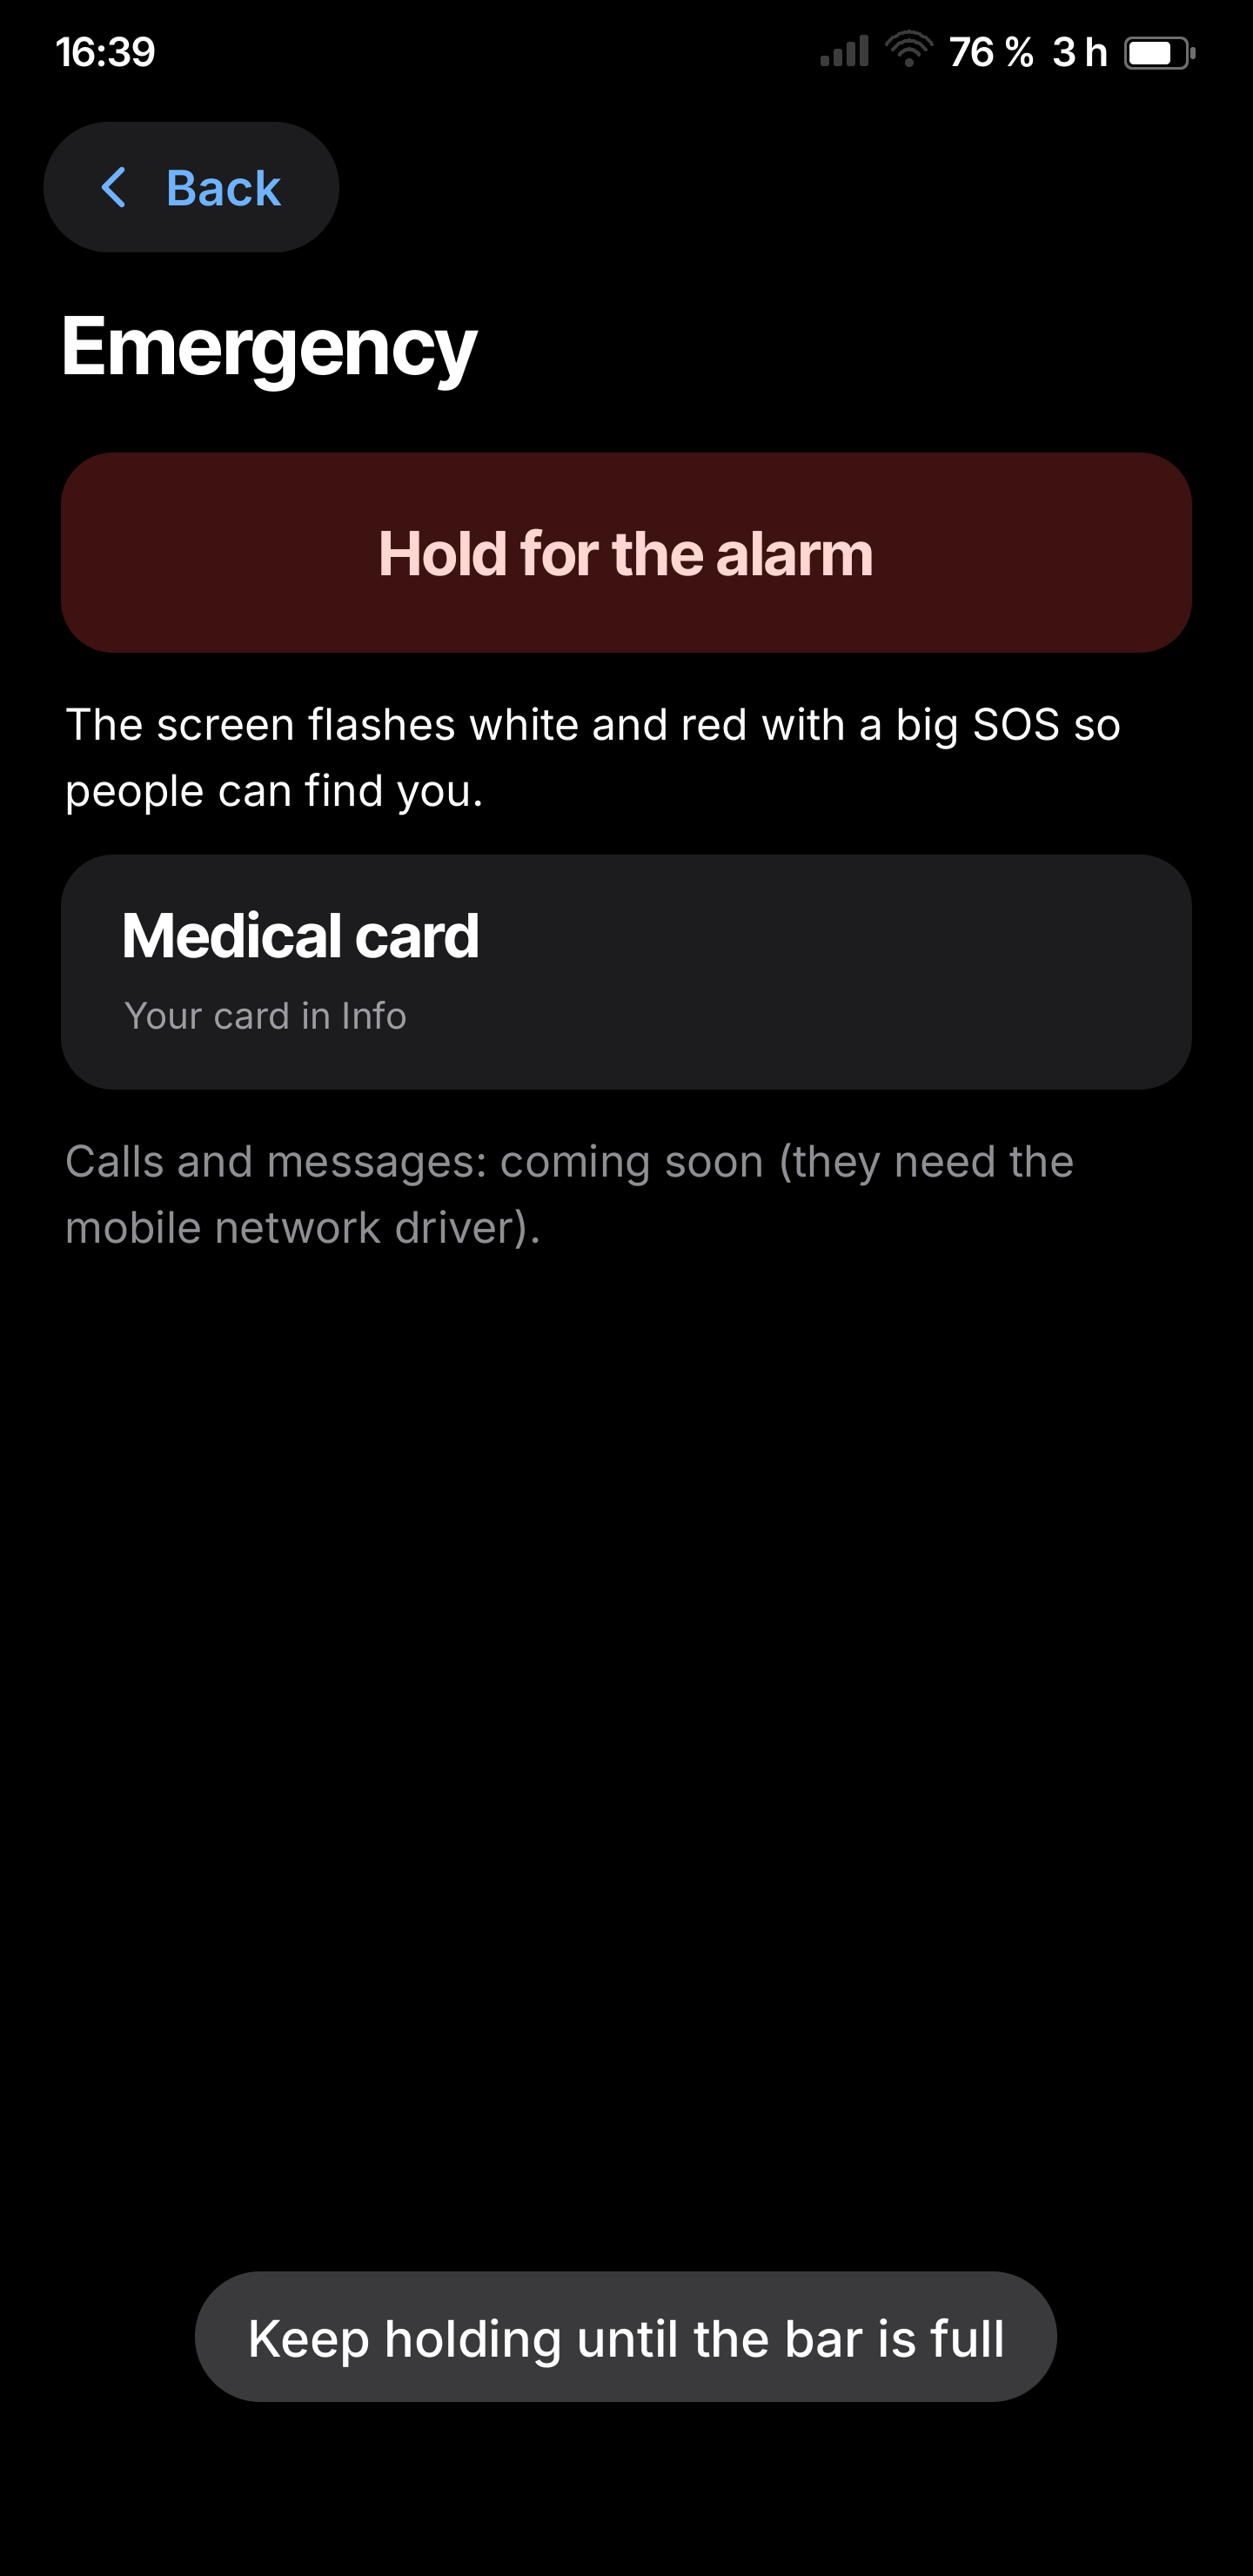 16:39
76 % 3 h
Back
Emergency
Hold for the alarm
The screen flashes white and red with a big SOS so
people can find you.
Medical card
Your card in Info
Calls and messages: coming soon (they need the
mobile network driver).
Keep holding until the bar is full